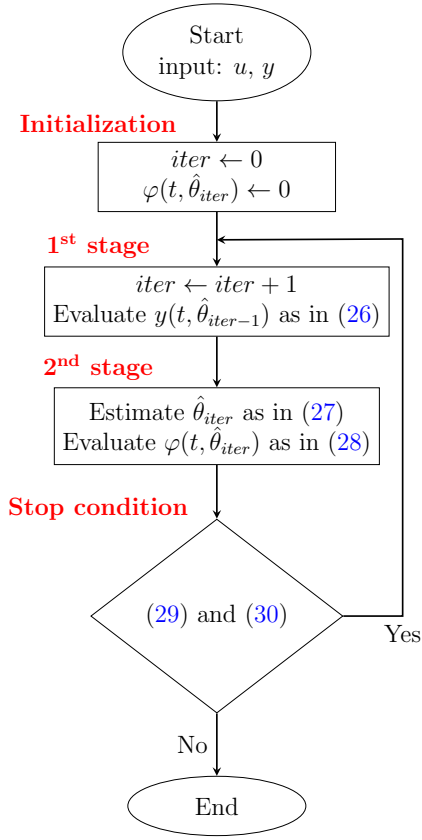 Start
input: u, y
Initialization
iter ← 0
φ(t, θ̂_iter) ← 0
1st stage
iter ← iter + 1
Evaluate y(t, θ̂_iter−1) as in (26)
2nd stage
Estimate θ̂_iter as in (27)
Evaluate φ(t, θ̂_iter) as in (28)
Stop condition
(29) and (30)
Yes
No
End